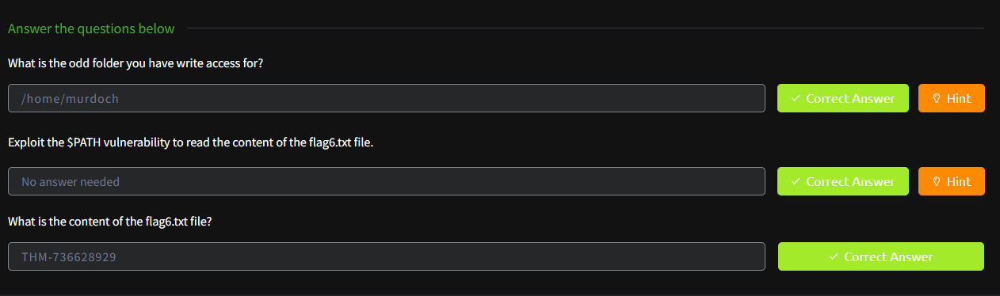 Answer the questions below
What is the odd folder you have write access for?
/home/murdoch
Correct Answer
Hint
Exploit the $PATH vulnerability to read the content of the flag6.txt file.
No answer needed
Correct Answer
Hint
What is the content of the flag6.txt file?
THM-736628929
Correct Answer